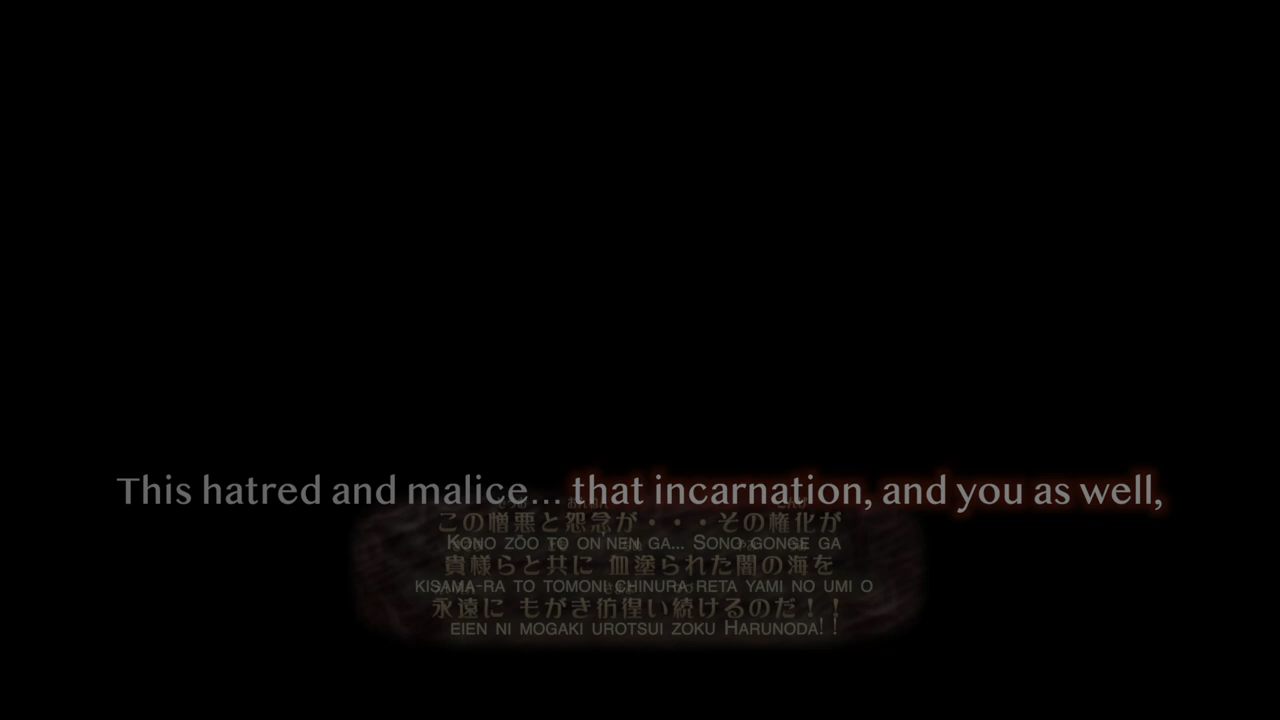 This hatred and malice... that incarnation, and you as well,
この憎悪と怨念が・・・その権化が
KONO ZŌO TO ON NEN GA... SONO GONGE GA
貴様らと共に 血塗られた闇の海を
KISAMA-RA TO TOMONI CHINURA RETA YAMI NO UMI O
永遠に もがき彷徨い続けるのだ！！
EIEN NI MOGAKI UROTSUI ZOKU HARUNODA! !